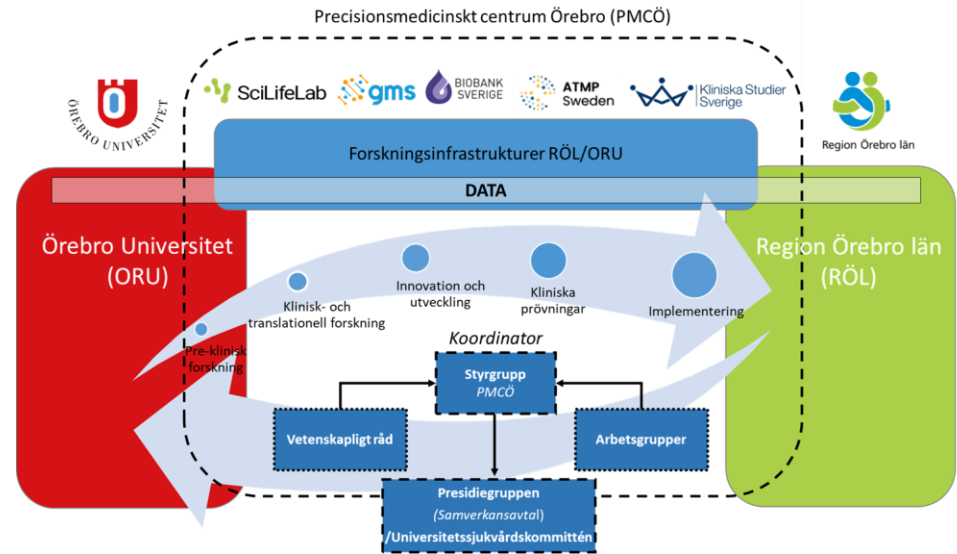 Precisionsmedicinskt centrum Örebro (PMCÖ)
ÖREBRO UNIVERSITET
SciLifeLab
gms
BIOBANK
SVERIGE
ATMP
Sweden
Kliniska Studier
Sverige
Region Örebro län
Forskningsinfrastrukturer RÖL/ORU
DATA
Örebro Universitet
(ORU)
Region Örebro län
(RÖL)
Pre-klinisk
forskning
Klinisk- och
translationell forskning
Innovation och
utveckling
Kliniska
prövningar
Implementering
Koordinator
Styrgrupp
PMCÖ
Vetenskapligt råd
Arbetsgrupper
Presidiegruppen
(Samverkansavtal)
/Universitetssjukvårdskommittén